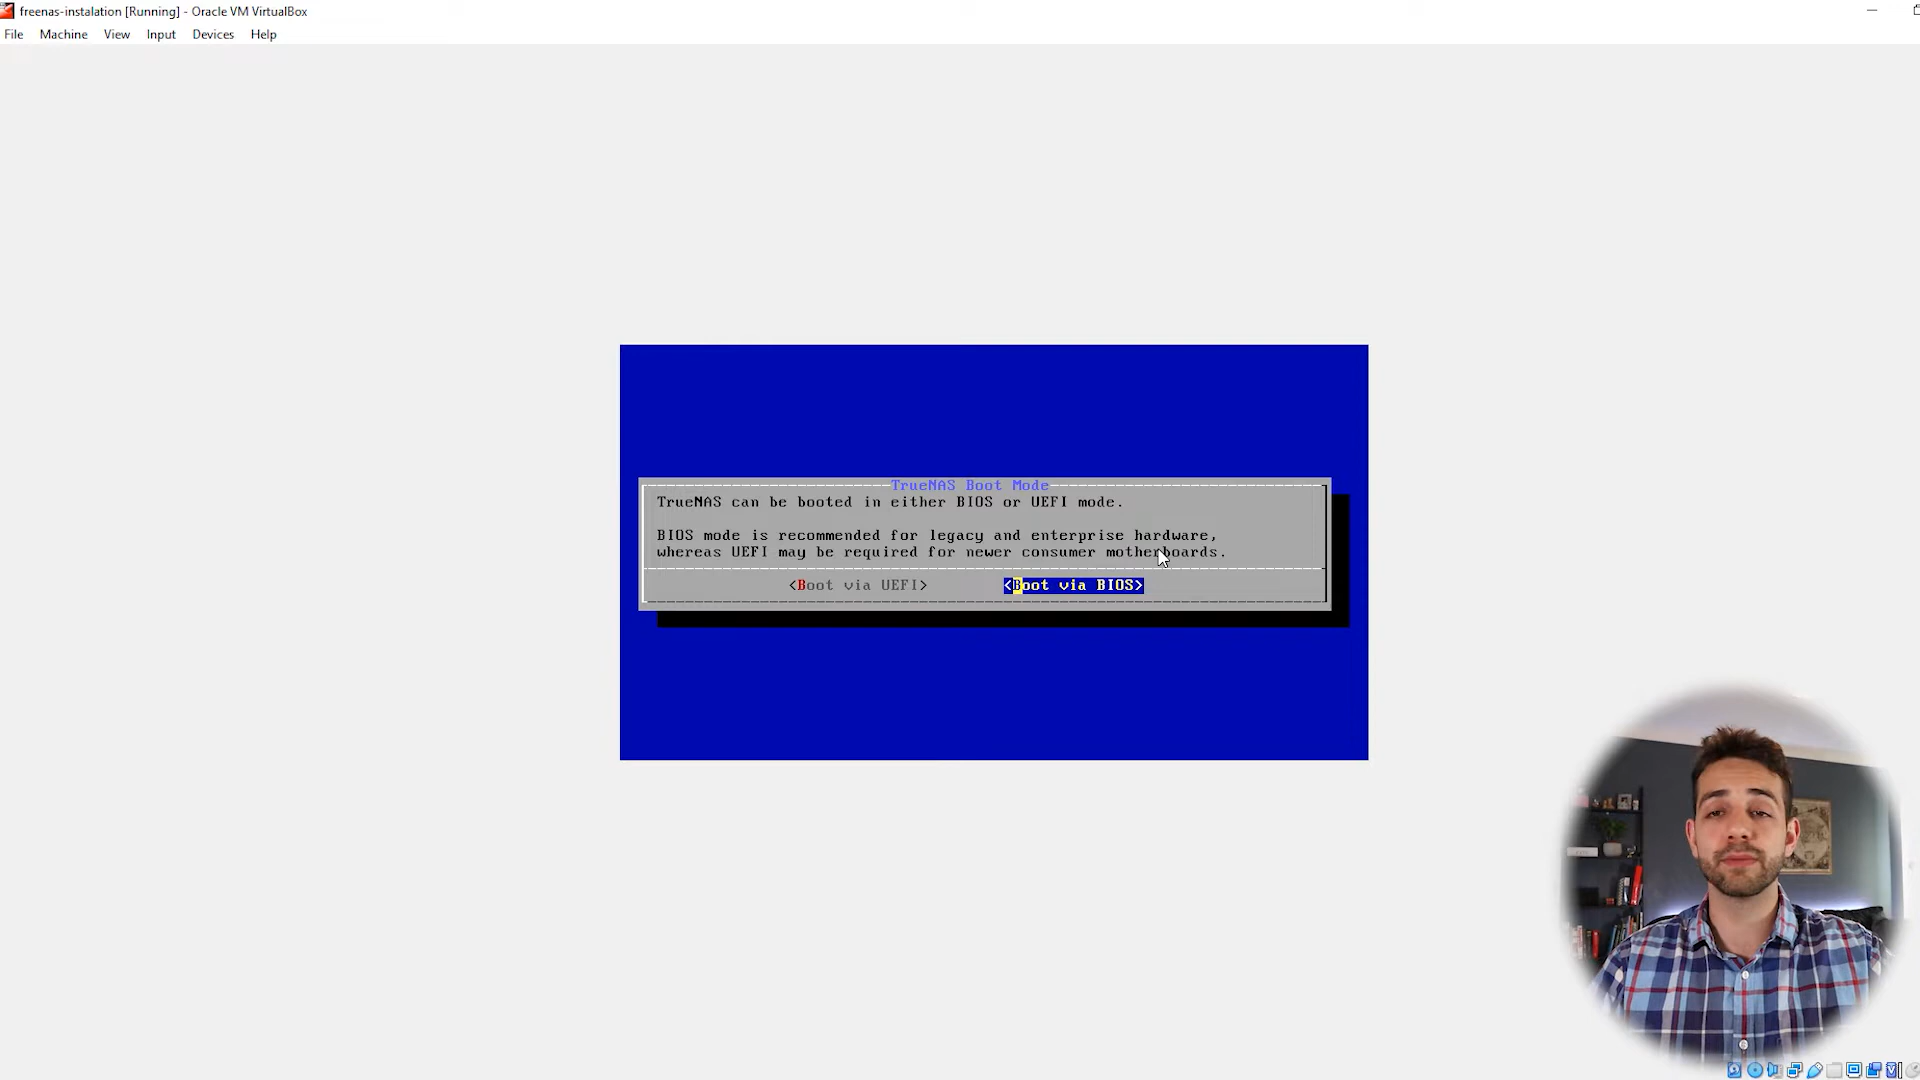 freenas-instalation [Running] - Oracle VM VirtualBox
File Machine View Input Devices Help
TrueNAS Boot Mode
TrueNAS can be booted in either BIOS or UEFI mode.
BIOS mode is recommended for legacy and enterprise hardware,
whereas UEFI may be required for newer consumer motherboards.
<Boot via UEFI> <Boot via BIOS>